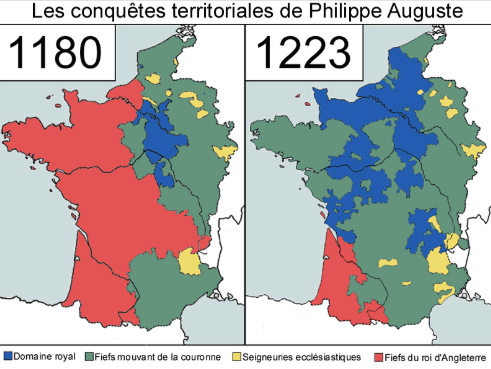 Les conquêtes territoriales de Philippe Auguste
1180
1223
Domaine royal
Fiefs mouvant de la couronne
Seigneuries ecclésiastiques
Fiefs du roi d'Angleterre